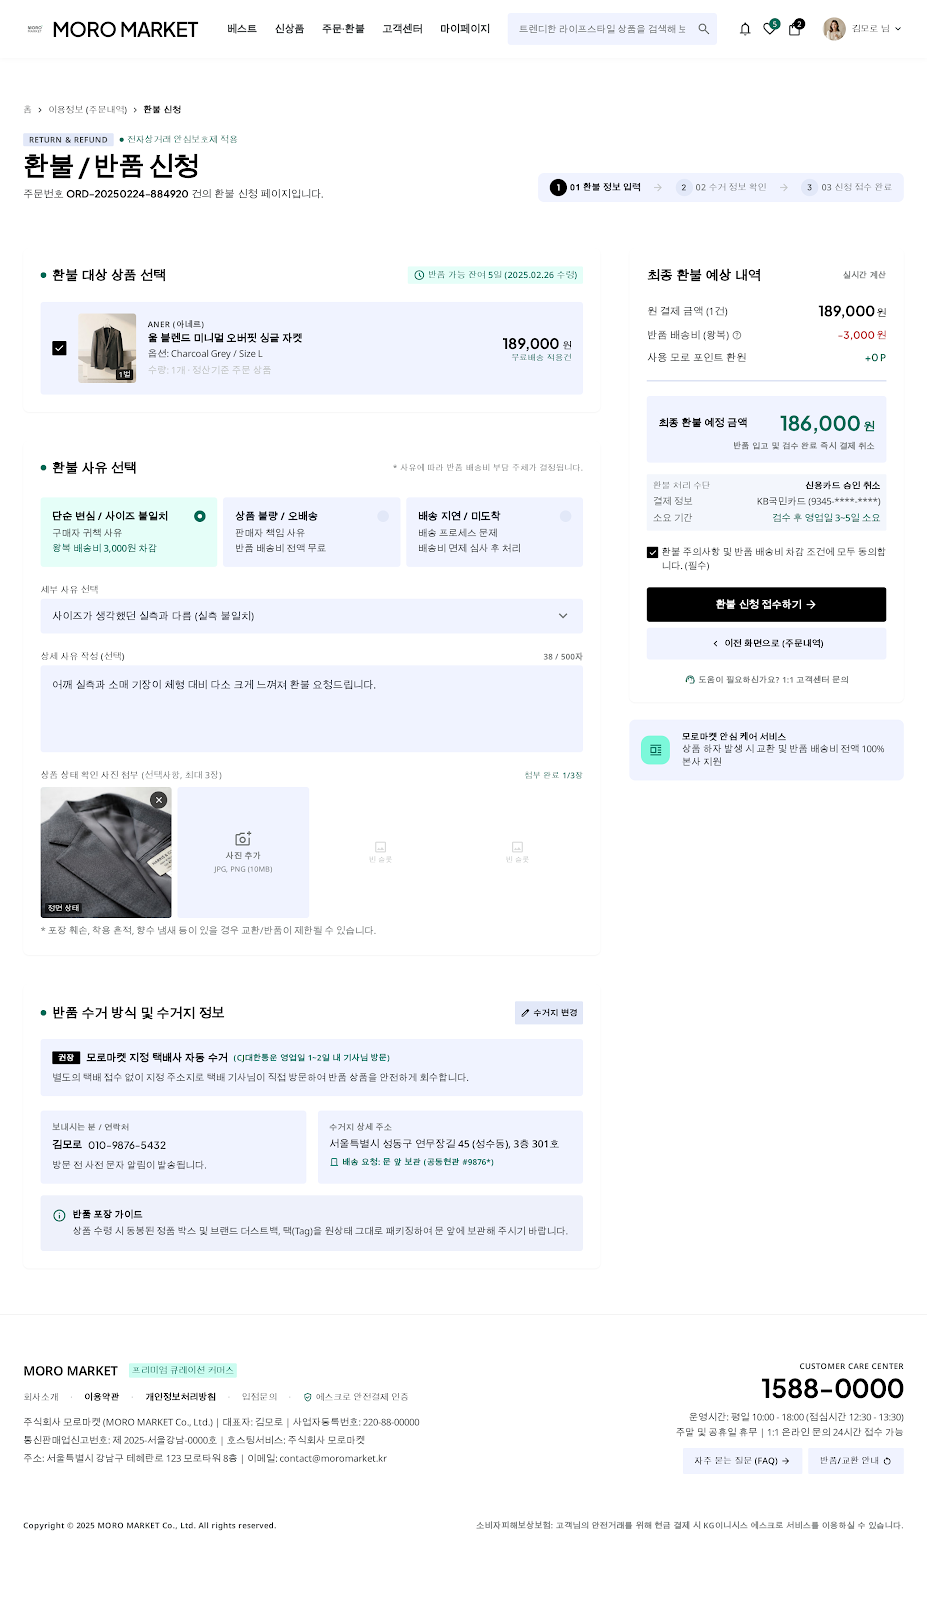 MORO MARKET
베스트
신상품
주문·환불
고객센터
마이페이지
트렌디한 라이프스타일 상품을 검색해 보
5
2
김모로 님
홈 > 이용정보 (주문내역) > 환불 신청
RETURN & REFUND
전자상거래 안심보호제 적용
환불 / 반품 신청
주문번호 ORD-20250224-884920 건의 환불 신청 페이지입니다.
1 01 환불 정보 입력 → 2 02 수거 정보 확인 → 3 03 신청 접수 완료
환불 대상 상품 선택
반품 가능 잔여 5일 (2025.02.26 수령)
1벌
ANER (아네르)
울 블렌드 미니멀 오버핏 싱글 자켓
옵션: Charcoal Grey / Size L
수량: 1개 · 정산기준 주문 상품
189,000 원
무료배송 적용건
환불 사유 선택
* 사유에 따라 반품 배송비 부담 주체가 결정됩니다.
단순 변심 / 사이즈 불일치
구매자 귀책 사유
왕복 배송비 3,000원 차감
상품 불량 / 오배송
판매자 책임 사유
반품 배송비 전액 무료
배송 지연 / 미도착
배송 프로세스 문제
배송비 면제 심사 후 처리
세부 사유 선택
사이즈가 생각했던 실측과 다름 (실측 불일치)
상세 사유 작성 (선택)
38 / 500자
어깨 실측과 소매 기장이 체형 대비 다소 크게 느껴져 환불 요청드립니다.
상품 상태 확인 사진 첨부 (선택사항, 최대 3장)
첨부 완료 1/3장
정면 상태
사진 추가
JPG, PNG (10MB)
빈 슬롯
빈 슬롯
* 포장 훼손, 착용 흔적, 향수 냄새 등이 있을 경우 교환/반품이 제한될 수 있습니다.
반품 수거 방식 및 수거지 정보
수거지 변경
권장 모로마켓 지정 택배사 자동 수거 (CJ대한통운 영업일 1~2일 내 기사님 방문)
별도의 택배 접수 없이 지정 주소지로 택배 기사님이 직접 방문하여 반품 상품을 안전하게 회수합니다.
보내시는 분 / 연락처
김모로 010-9876-5432
방문 전 사전 문자 알림이 발송됩니다.
수거지 상세 주소
서울특별시 성동구 연무장길 45 (성수동), 3층 301호
배송 요청: 문 앞 보관 (공동현관 #9876*)
반품 포장 가이드
상품 수령 시 동봉된 정품 박스 및 브랜드 더스트백, 택(Tag)을 원상태 그대로 패키징하여 문 앞에 보관해 주시기 바랍니다.
최종 환불 예상 내역
실시간 계산
원 결제 금액 (1건)
189,000 원
반품 배송비 (왕복)
-3,000 원
사용 모로 포인트 환원
+0 P
최종 환불 예정 금액
186,000 원
반품 입고 및 검수 완료 즉시 결제 취소
환불 처리 수단
신용카드 승인 취소
결제 정보
KB국민카드 (9345-****-****)
소요 기간
검수 후 영업일 3~5일 소요
환불 주의사항 및 반품 배송비 차감 조건에 모두 동의합
니다. (필수)
환불 신청 접수하기 →
이전 화면으로 (주문내역)
도움이 필요하신가요? 1:1 고객센터 문의
모로마켓 안심 케어 서비스
상품 하자 발생 시 교환 및 반품 배송비 전액 100%
본사 지원
MORO MARKET
프리미엄 큐레이션 커머스
회사소개 · 이용약관 · 개인정보처리방침 · 입점문의 · 에스크로 안전결제 인증
주식회사 모로마켓 (MORO MARKET Co., Ltd.) | 대표자: 김모로 | 사업자등록번호: 220-88-00000
통신판매업신고번호: 제 2025-서울강남-0000호 | 호스팅서비스: 주식회사 모로마켓
주소: 서울특별시 강남구 테헤란로 123 모로타워 8층 | 이메일: contact@moromarket.kr
CUSTOMER CARE CENTER
1588-0000
운영시간: 평일 10:00 - 18:00 (점심시간 12:30 - 13:30)
주말 및 공휴일 휴무 | 1:1 온라인 문의 24시간 접수 가능
자주 묻는 질문 (FAQ) →
반품/교환 안내
Copyright © 2025 MORO MARKET Co., Ltd. All rights reserved.
소비자피해보상보험: 고객님의 안전거래를 위해 현금 결제 시 KG이니시스 에스크로 서비스를 이용하실 수 있습니다.